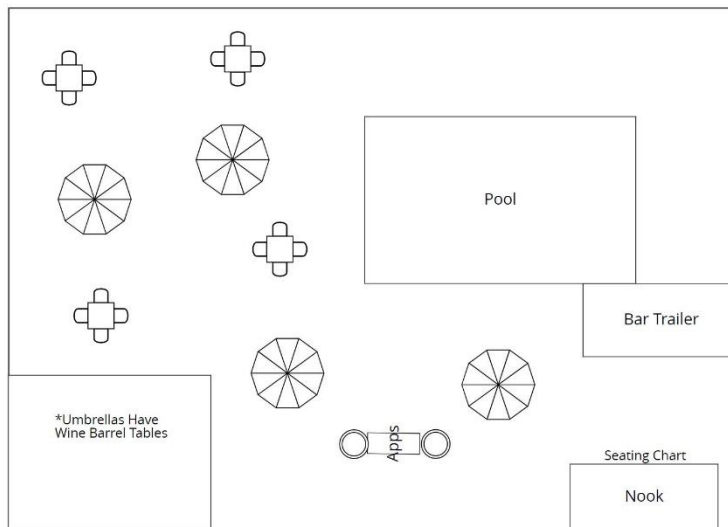 Pool
Bar Trailer
*Umbrellas Have
Wine Barrel Tables
Apps
Seating Chart
Nook